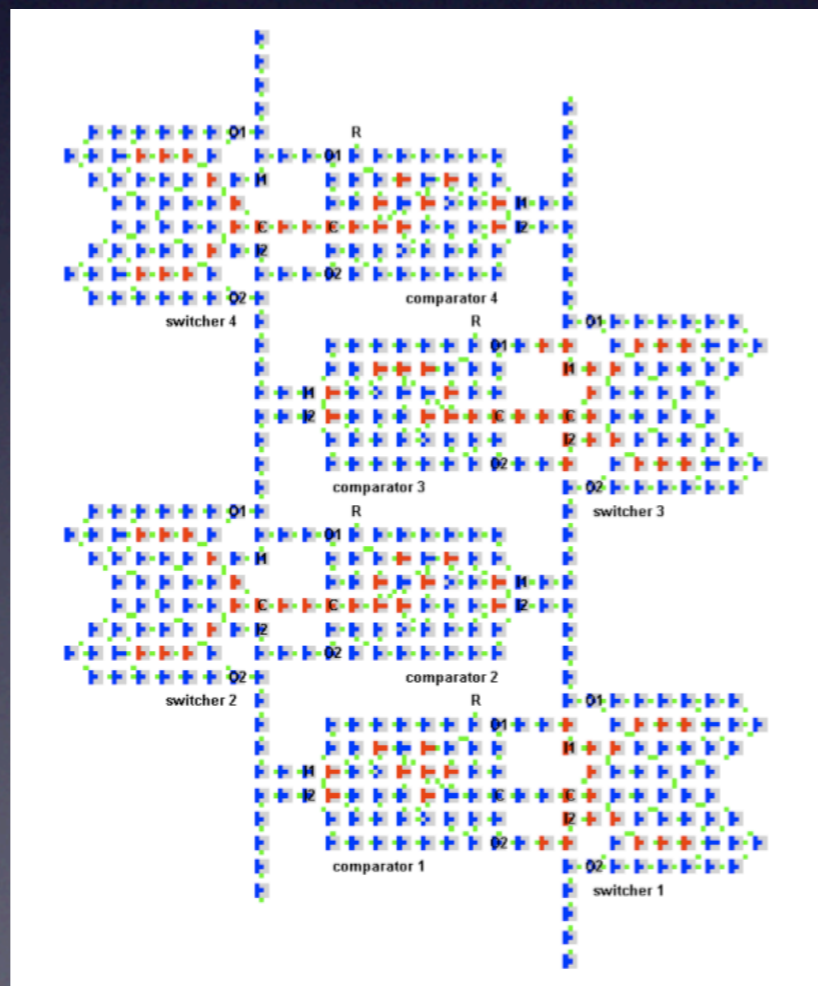 O1 R
O1
I1
I1
C C I2
I2
O2
O2 comparator 4
switcher 4 R O1
O1
I1
I1
I2 C C
I2
O2
comparator 3 O2
O1 R switcher 3
O1
I1
I1
C C I2
I2
O2
O2 comparator 2
switcher 2 R O1
O1
I1
I1
I2 C C
I2
O2
comparator 1 O2
switcher 1